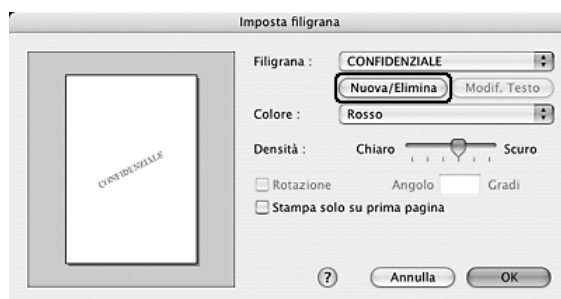 Imposta filigrana
CONFIDENZIALE
Filigrana : CONFIDENZIALE
Nuova/Elimina Modif. Testo
Colore : Rosso
Densità : Chiaro Scuro
Rotazione Angolo Gradi
Stampa solo su prima pagina
? Annulla OK